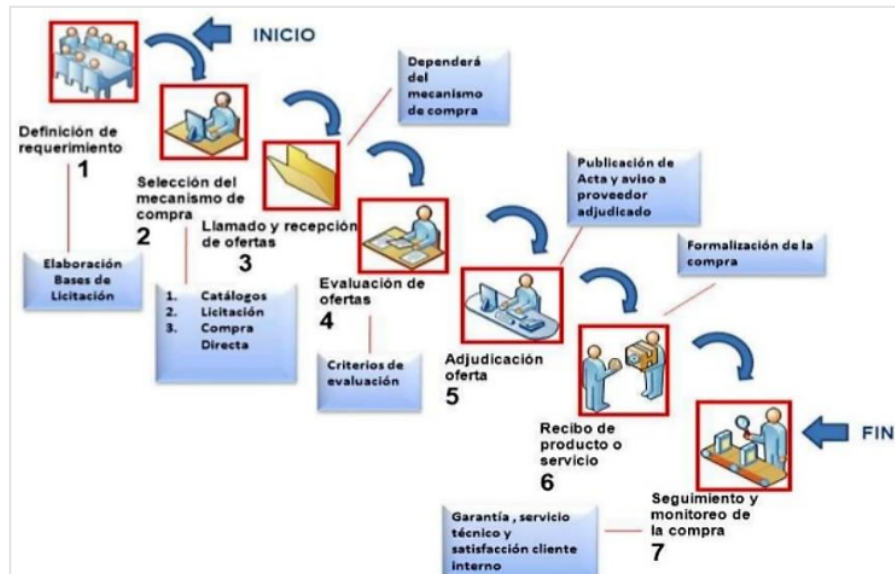 INICIO
Definición de
requerimiento
1
Elaboración
Bases de
Licitación
Selección del
mecanismo de
compra
2
1. Catálogos
2. Licitación
3. Compra
Directa
Dependerá
del
mecanismo
de compra
Llamado y recepción
de ofertas
3
Evaluación de
ofertas
4
Criterios de
evaluación
Publicación de
Acta y aviso a
proveedor
adjudicado
Adjudicación
oferta
5
Formalización de la
compra
Recibo de
producto o
servicio
6
FIN
Seguimiento y
monitoreo de
la compra
7
Garantía , servicio
técnico y
satisfacción cliente
interno